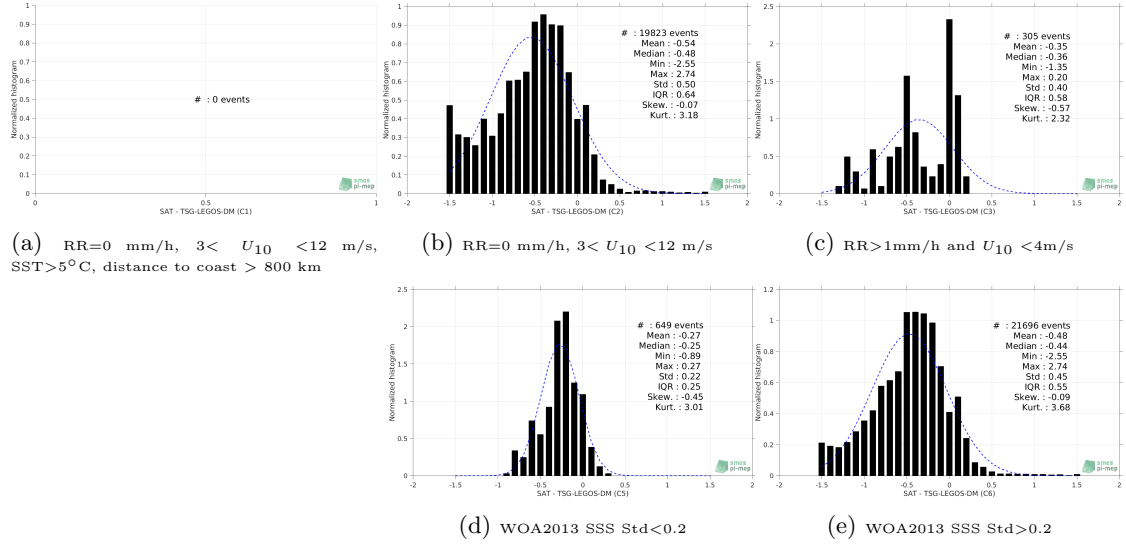 1
0.9
0.8
0.7
0.6
0.5
0.4
0.3
0.2
0.1
0
Normalized histogram
# : 0 events
smos
pi-mep
0 0.5 1
SAT - TSG-LEGOS-DM (C1)
1
0.9
0.8
0.7
0.6
0.5
0.4
0.3
0.2
0.1
0
Normalized histogram
# : 19823 events
Mean : -0.54
Median : -0.48
Min : -2.55
Max : 2.74
Std : 0.50
IQR : 0.64
Skew. : -0.07
Kurt. : 3.18
smos
pi-mep
-2 -1.5 -1 -0.5 0 0.5 1 1.5 2
SAT - TSG-LEGOS-DM (C2)
2.5
2
1.5
1
0.5
0
Normalized histogram
# : 305 events
Mean : -0.35
Median : -0.36
Min : -1.35
Max : 0.20
Std : 0.40
IQR : 0.58
Skew. : -0.57
Kurt. : 2.32
smos
pi-mep
-2 -1.5 -1 -0.5 0 0.5 1 1.5 2
SAT - TSG-LEGOS-DM (C3)
(a) RR=0 mm/h, 3< U10 <12 m/s,
SST>5°C, distance to coast > 800 km
(b) RR=0 mm/h, 3< U10 <12 m/s
(c) RR>1mm/h and U10 <4m/s
2.5
2
1.5
1
0.5
0
Normalized histogram
# : 649 events
Mean : -0.27
Median : -0.25
Min : -0.89
Max : 0.27
Std : 0.22
IQR : 0.25
Skew. : -0.45
Kurt. : 3.01
smos
pi-mep
-2 -1.5 -1 -0.5 0 0.5 1 1.5 2
SAT - TSG-LEGOS-DM (C5)
1.2
1
0.8
0.6
0.4
0.2
0
Normalized histogram
# : 21696 events
Mean : -0.48
Median : -0.44
Min : -2.55
Max : 2.74
Std : 0.45
IQR : 0.55
Skew. : -0.09
Kurt. : 3.68
smos
pi-mep
-2 -1.5 -1 -0.5 0 0.5 1 1.5 2
SAT - TSG-LEGOS-DM (C6)
(d) WOA2013 SSS Std<0.2
(e) WOA2013 SSS Std>0.2